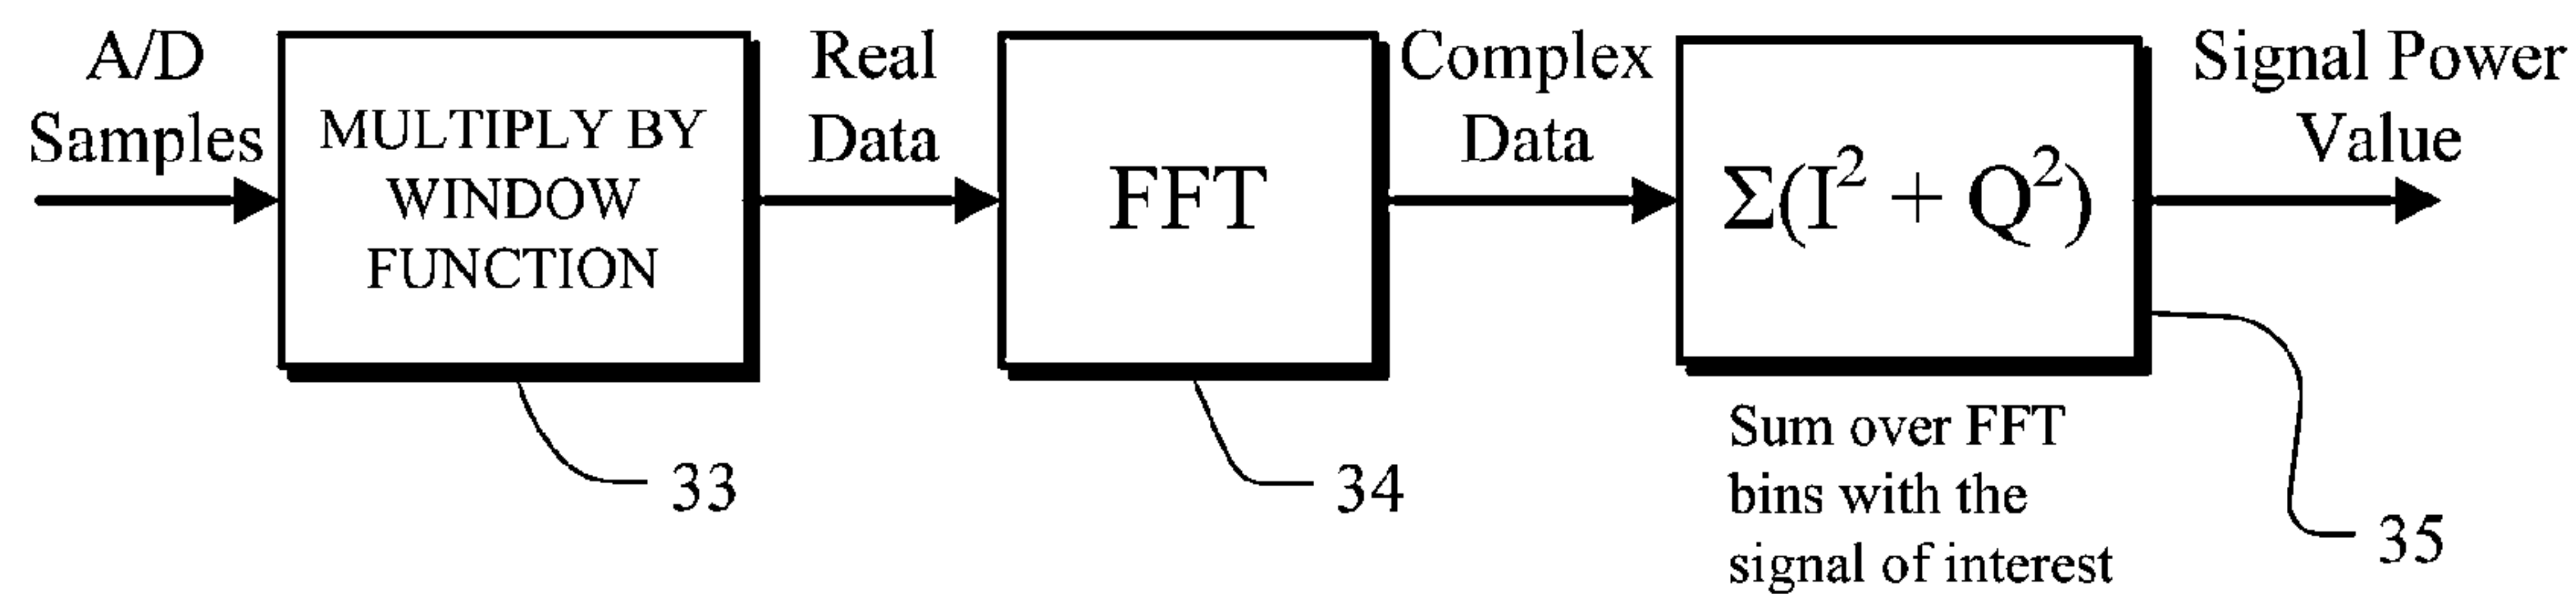 A/D
Samples
MULTIPLY BY
WINDOW
FUNCTION
33
Real
Data
FFT
34
Complex
Data
Σ(I² + Q²)
Sum over FFT
bins with the
signal of interest
35
Signal Power
Value